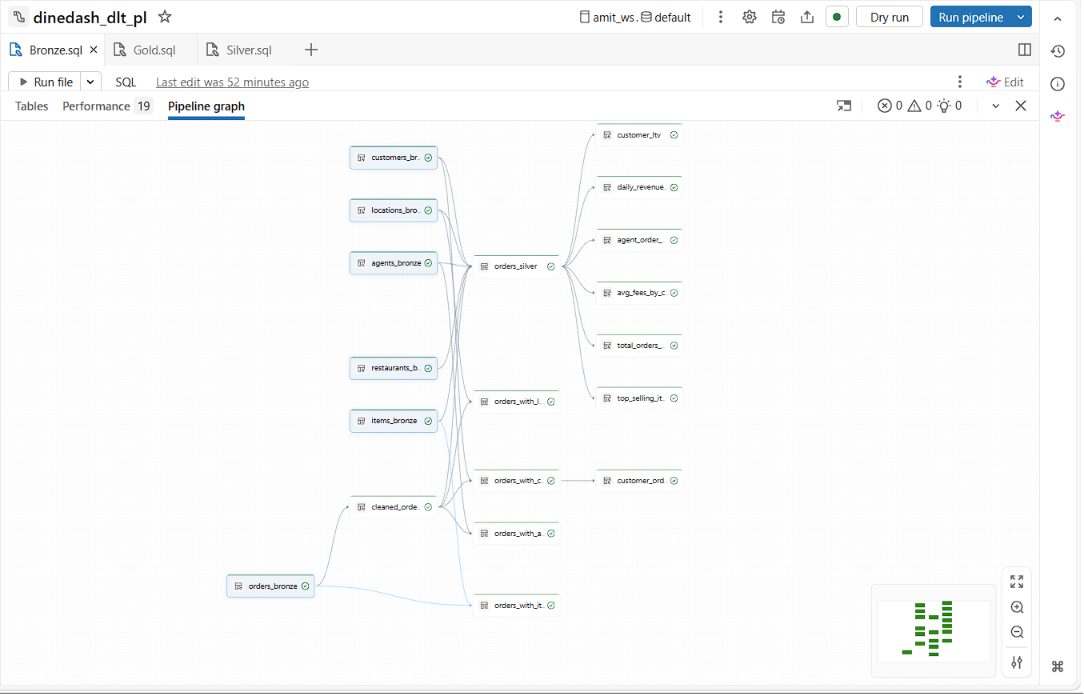 dinedash_dlt_pl
amit_ws. default
Dry run
Run pipeline
Bronze.sql
Gold.sql
Silver.sql
Run file
SQL
Last edit was 52 minutes ago
Edit
Tables
Performance 19
Pipeline graph
0 0 0
customer_ltv
customers_br..
daily_revenue..
locations_bro..
agent_order_..
agents_bronze
orders_silver
avg_fees_by_c..
total_orders_..
restaurants_b..
top_selling_it..
orders_with_l..
items_bronze
orders_with_c..
customer_ord..
cleaned_orde..
orders_with_a..
orders_bronze
orders_with_it..